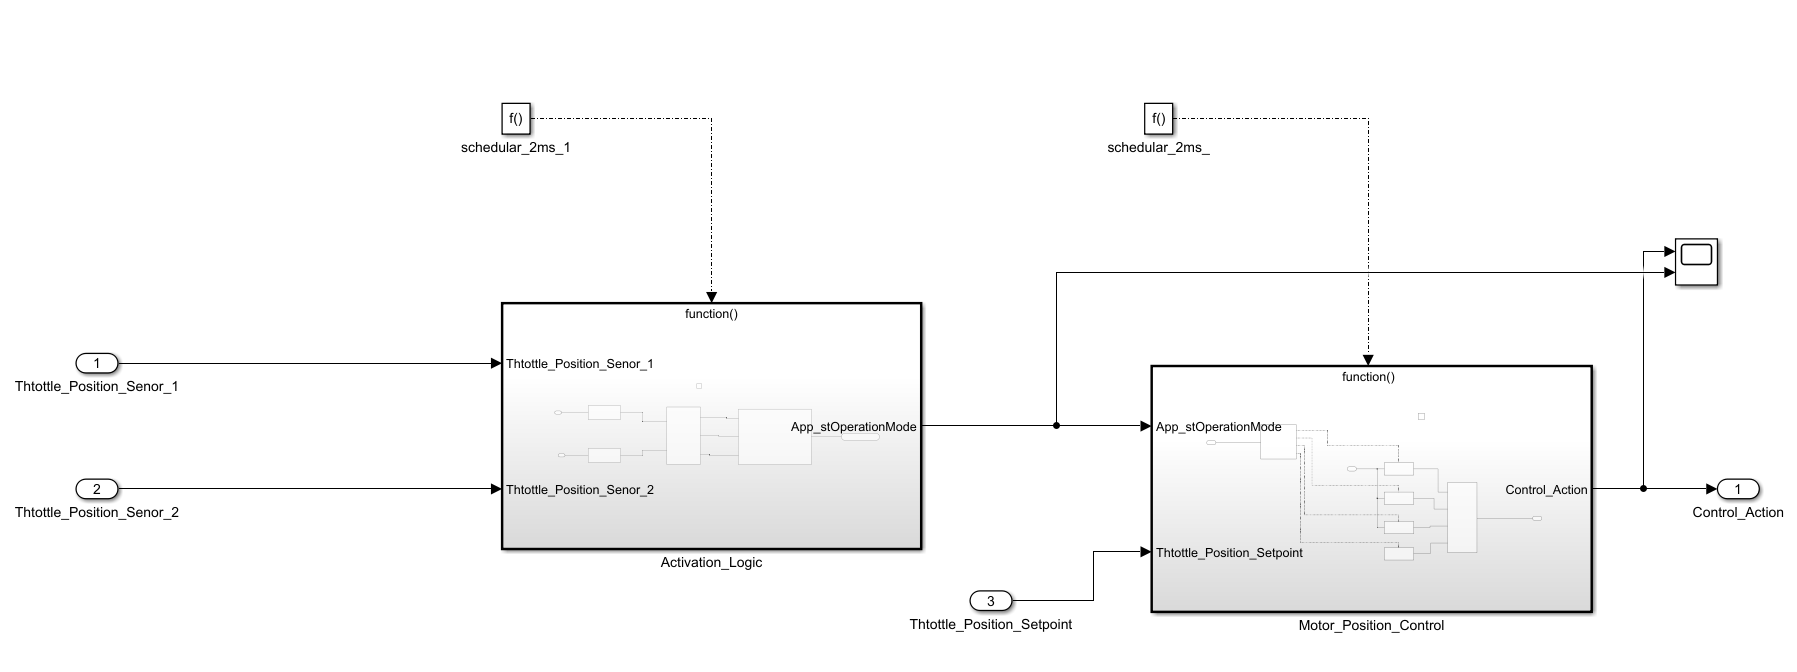 f()
schedular_2ms_1
f()
schedular_2ms_
function()
1
Thtottle_Position_Senor_1
Thtottle_Position_Senor_1
App_stOperationMode
2
Thtottle_Position_Senor_2
Thtottle_Position_Senor_2
Activation_Logic
function()
App_stOperationMode
Control_Action
Thtottle_Position_Setpoint
3
Thtottle_Position_Setpoint
Motor_Position_Control
1
Control_Action